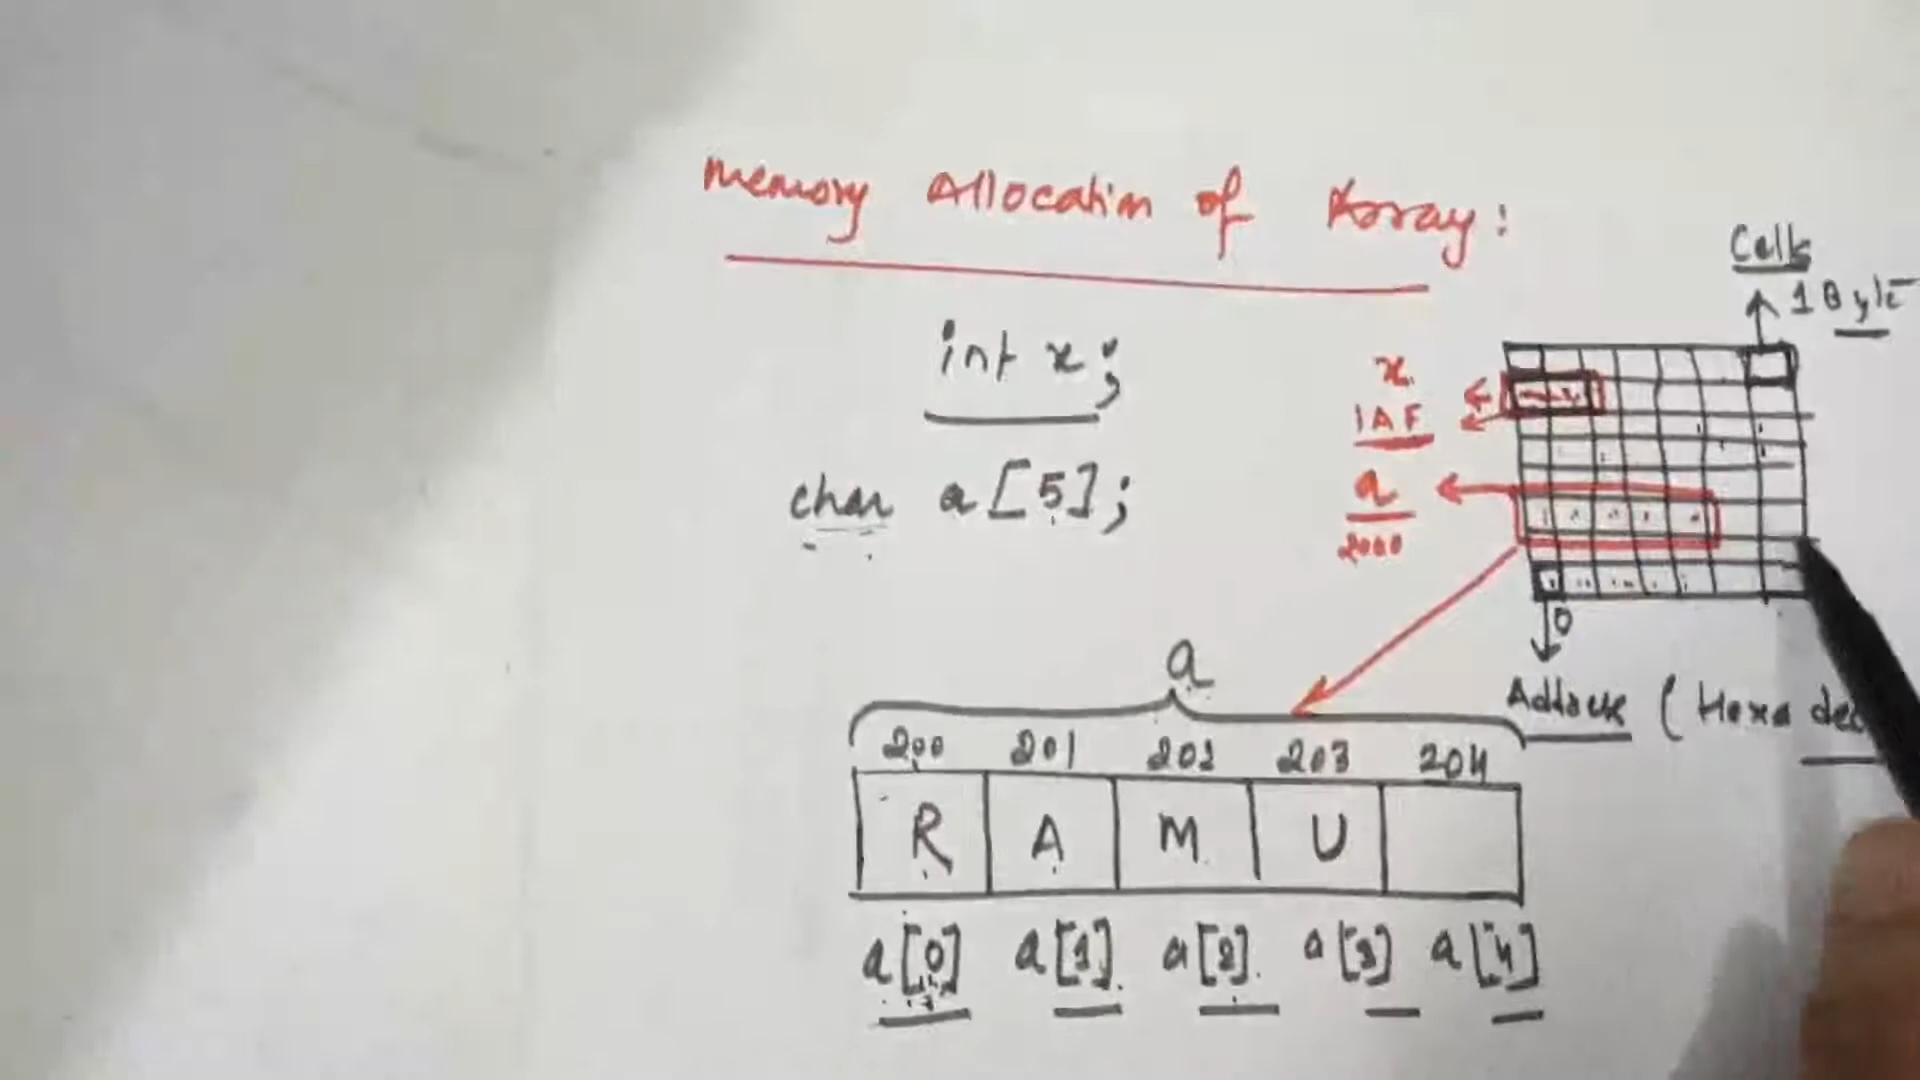 Memory Allocation of Array:
Cells
1 Byte
int x;
x
1AF
char a[5];
a
2000
0
Address (Hexa dec
a
200 201 202 203 204
R A M U
a[0] a[1] a[2] a[3] a[4]